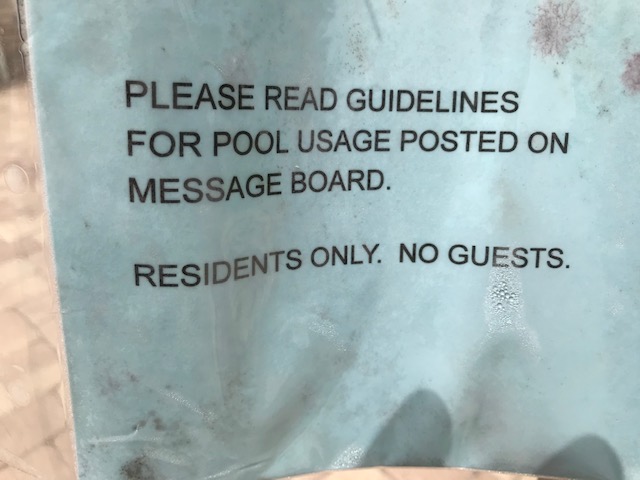 PLEASE READ GUIDELINES
FOR POOL USAGE POSTED ON
MESSAGE BOARD.
RESIDENTS ONLY. NO GUESTS.